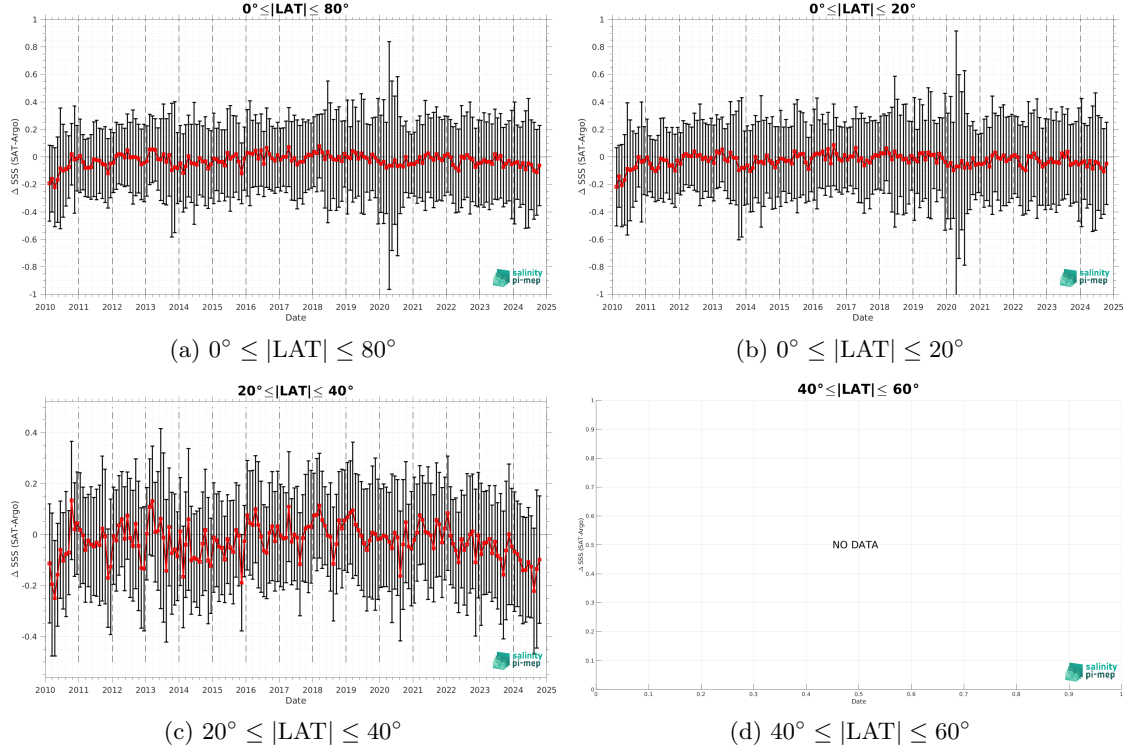 0°≤|LAT|≤ 80°
1
0.8
0.6
0.4
0.2
0
-0.2
-0.4
-0.6
-0.8
-1
Δ SSS (SAT-Argo)
2010 2011 2012 2013 2014 2015 2016 2017 2018 2019 2020 2021 2022 2023 2024 2025
Date
salinity
pi-mep
(a) 0° ≤ |LAT| ≤ 80°
0°≤|LAT|≤ 20°
1
0.8
0.6
0.4
0.2
0
-0.2
-0.4
-0.6
-0.8
-1
Δ SSS (SAT-Argo)
2010 2011 2012 2013 2014 2015 2016 2017 2018 2019 2020 2021 2022 2023 2024 2025
Date
salinity
pi-mep
(b) 0° ≤ |LAT| ≤ 20°
20°≤|LAT|≤ 40°
0.4
0.2
0
-0.2
-0.4
Δ SSS (SAT-Argo)
2010 2011 2012 2013 2014 2015 2016 2017 2018 2019 2020 2021 2022 2023 2024 2025
Date
salinity
pi-mep
(c) 20° ≤ |LAT| ≤ 40°
40°≤|LAT|≤ 60°
1
0.9
0.8
0.7
0.6
0.5
0.4
0.3
0.2
0.1
0
Δ SSS (SAT-Argo)
NO DATA
0 0.1 0.2 0.3 0.4 0.5 0.6 0.7 0.8 0.9 1
Date
salinity
pi-mep
(d) 40° ≤ |LAT| ≤ 60°